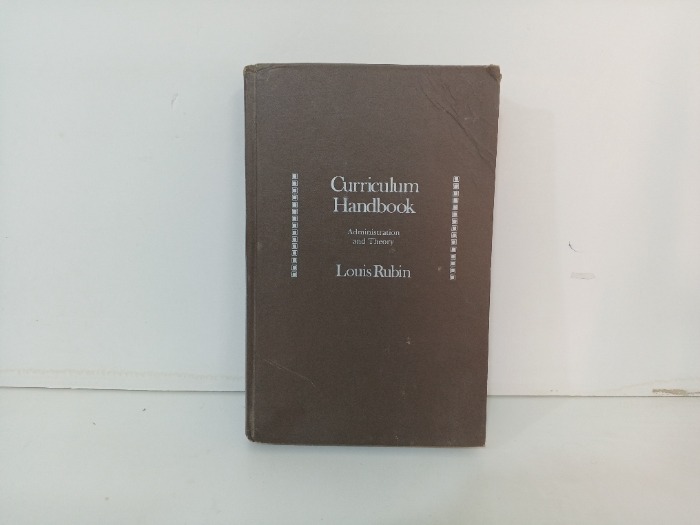 Curriculum
Handbook
Administration
and Theory
Louis Rubin